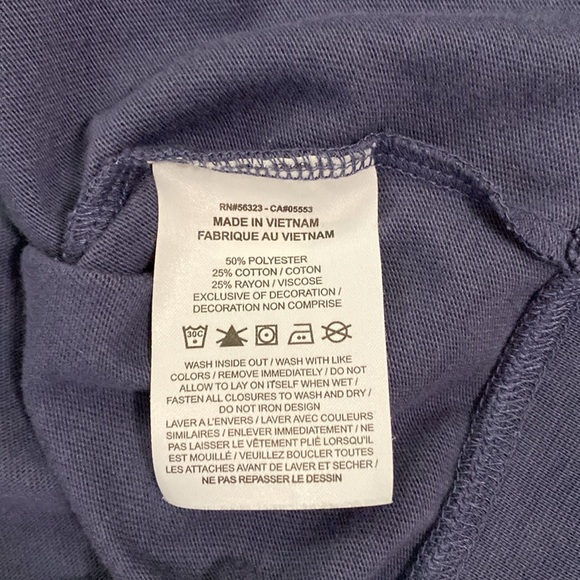 RN#56323 - CA#05553
MADE IN VIETNAM
FABRIQUE AU VIETNAM
50% POLYESTER
25% COTTON / COTON
25% RAYON / VISCOSE
EXCLUSIVE OF DECORATION /
DECORATION NON COMPRISE
30C
WASH INSIDE OUT / WASH WITH LIKE
COLORS / REMOVE IMMEDIATELY / DO NOT
ALLOW TO LAY ON ITSELF WHEN WET /
FASTEN ALL CLOSURES TO WASH AND DRY /
DO NOT IRON DESIGN
LAVER A L'ENVERS / LAVER AVEC COULEURS
SIMILAIRES / ENLEVER IMMEDIATEMENT / NE
PAS LAISSER LE VÊTEMENT PLIÉ LORSQU'IL
EST MOUILLÉ / VEUILLEZ BOUCLER TOUTES
LES ATTACHES AVANT DE LAVER ET SECHER /
NE PAS REPASSER LE DESSIN